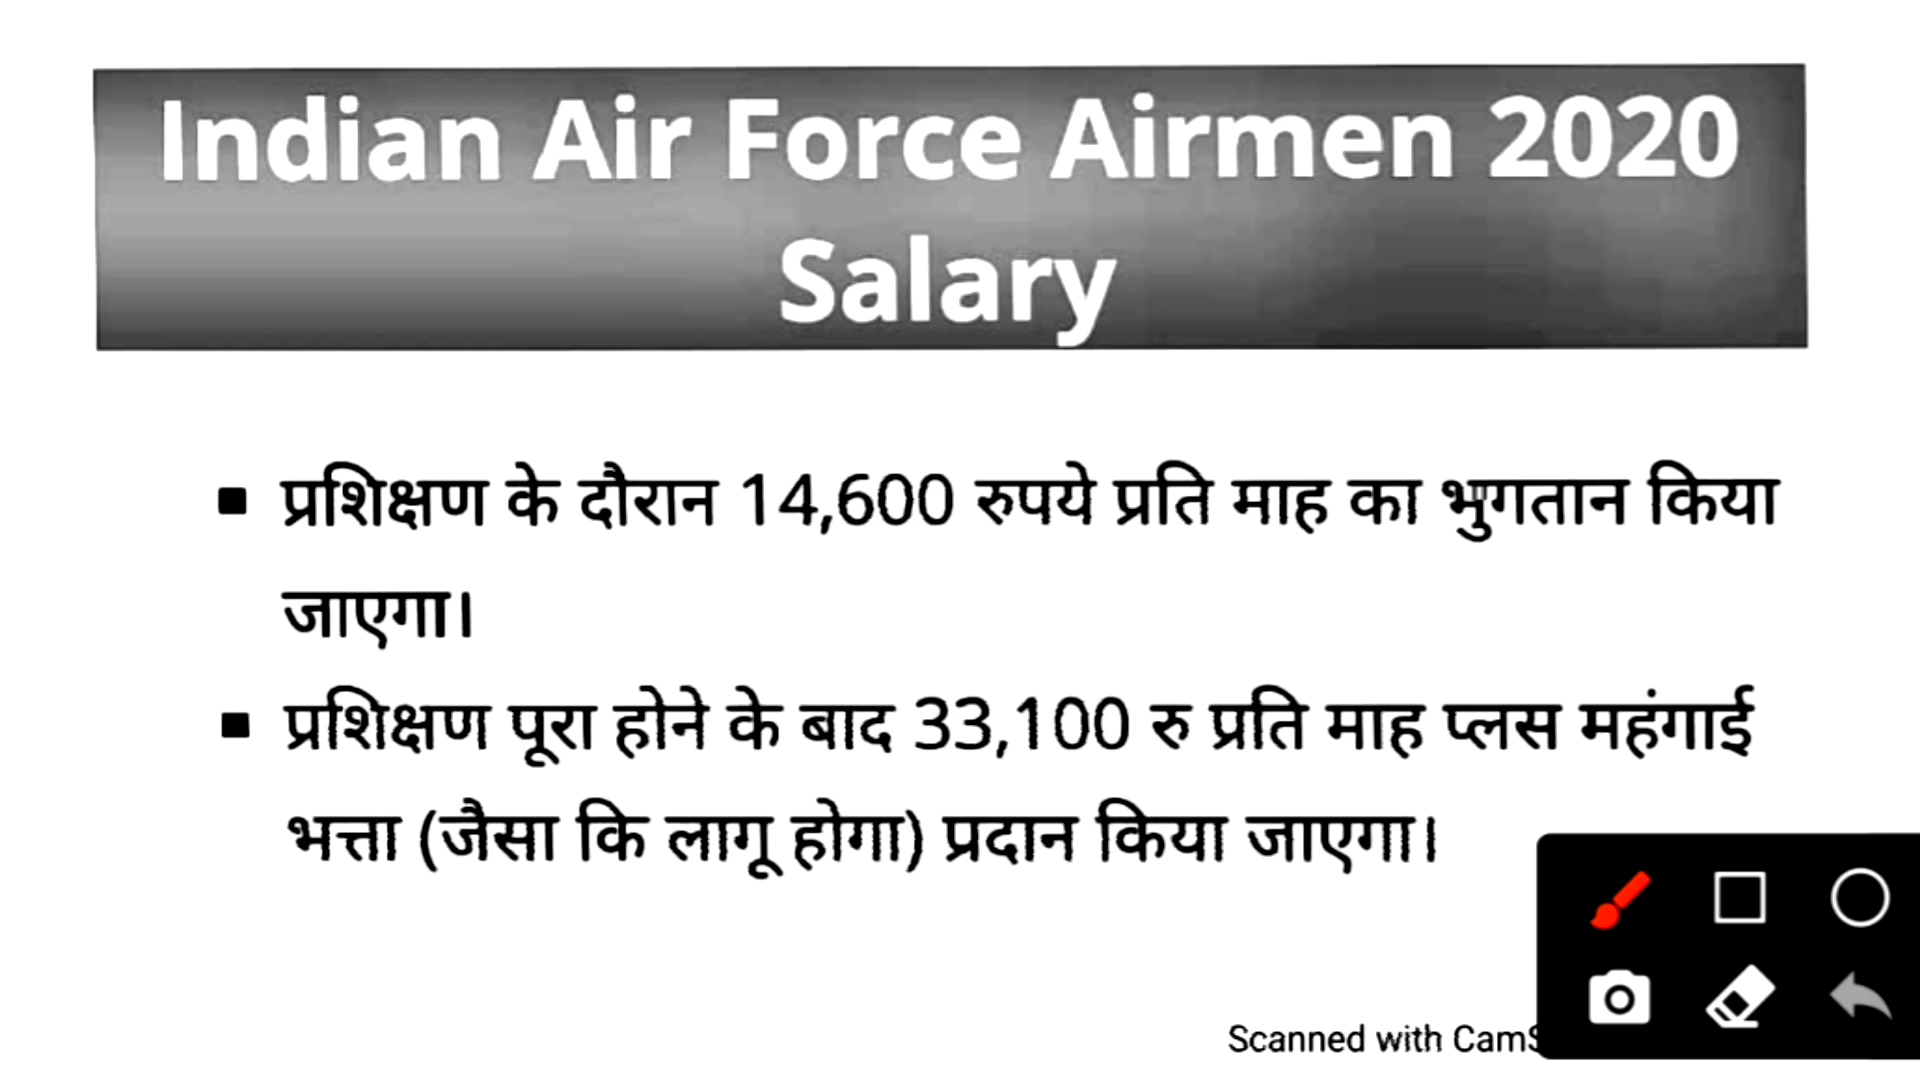 Indian Air Force Airmen 2020
Salary
▪ प्रशिक्षण के दौरान 14,600 रुपये प्रति माह का भुगतान किया
जाएगा।
▪ प्रशिक्षण पूरा होने के बाद 33,100 रु प्रति माह प्लस महंगाई
भत्ता (जैसा कि लागू होगा) प्रदान किया जाएगा।
Scanned with